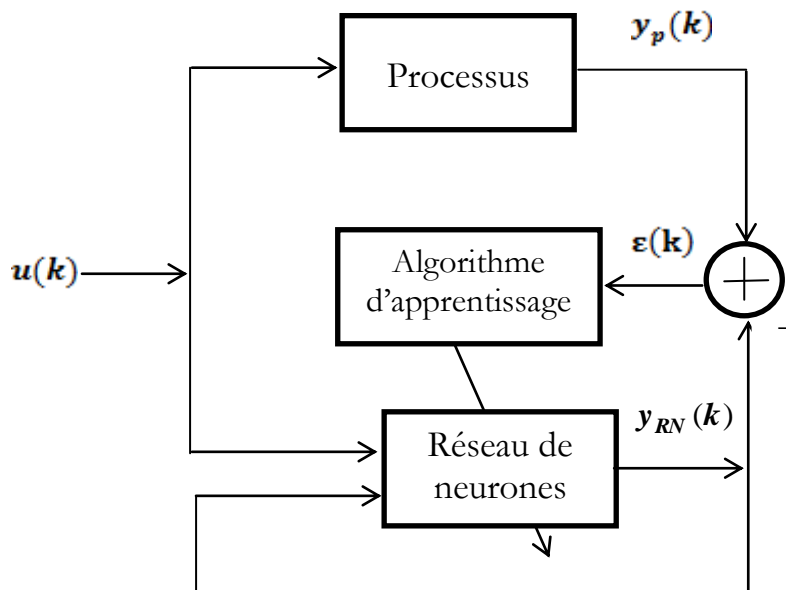 y_p(k)
Processus
ε(k)
u(k)
Algorithme
d'apprentissage
-
y_RN(k)
Réseau de
neurones